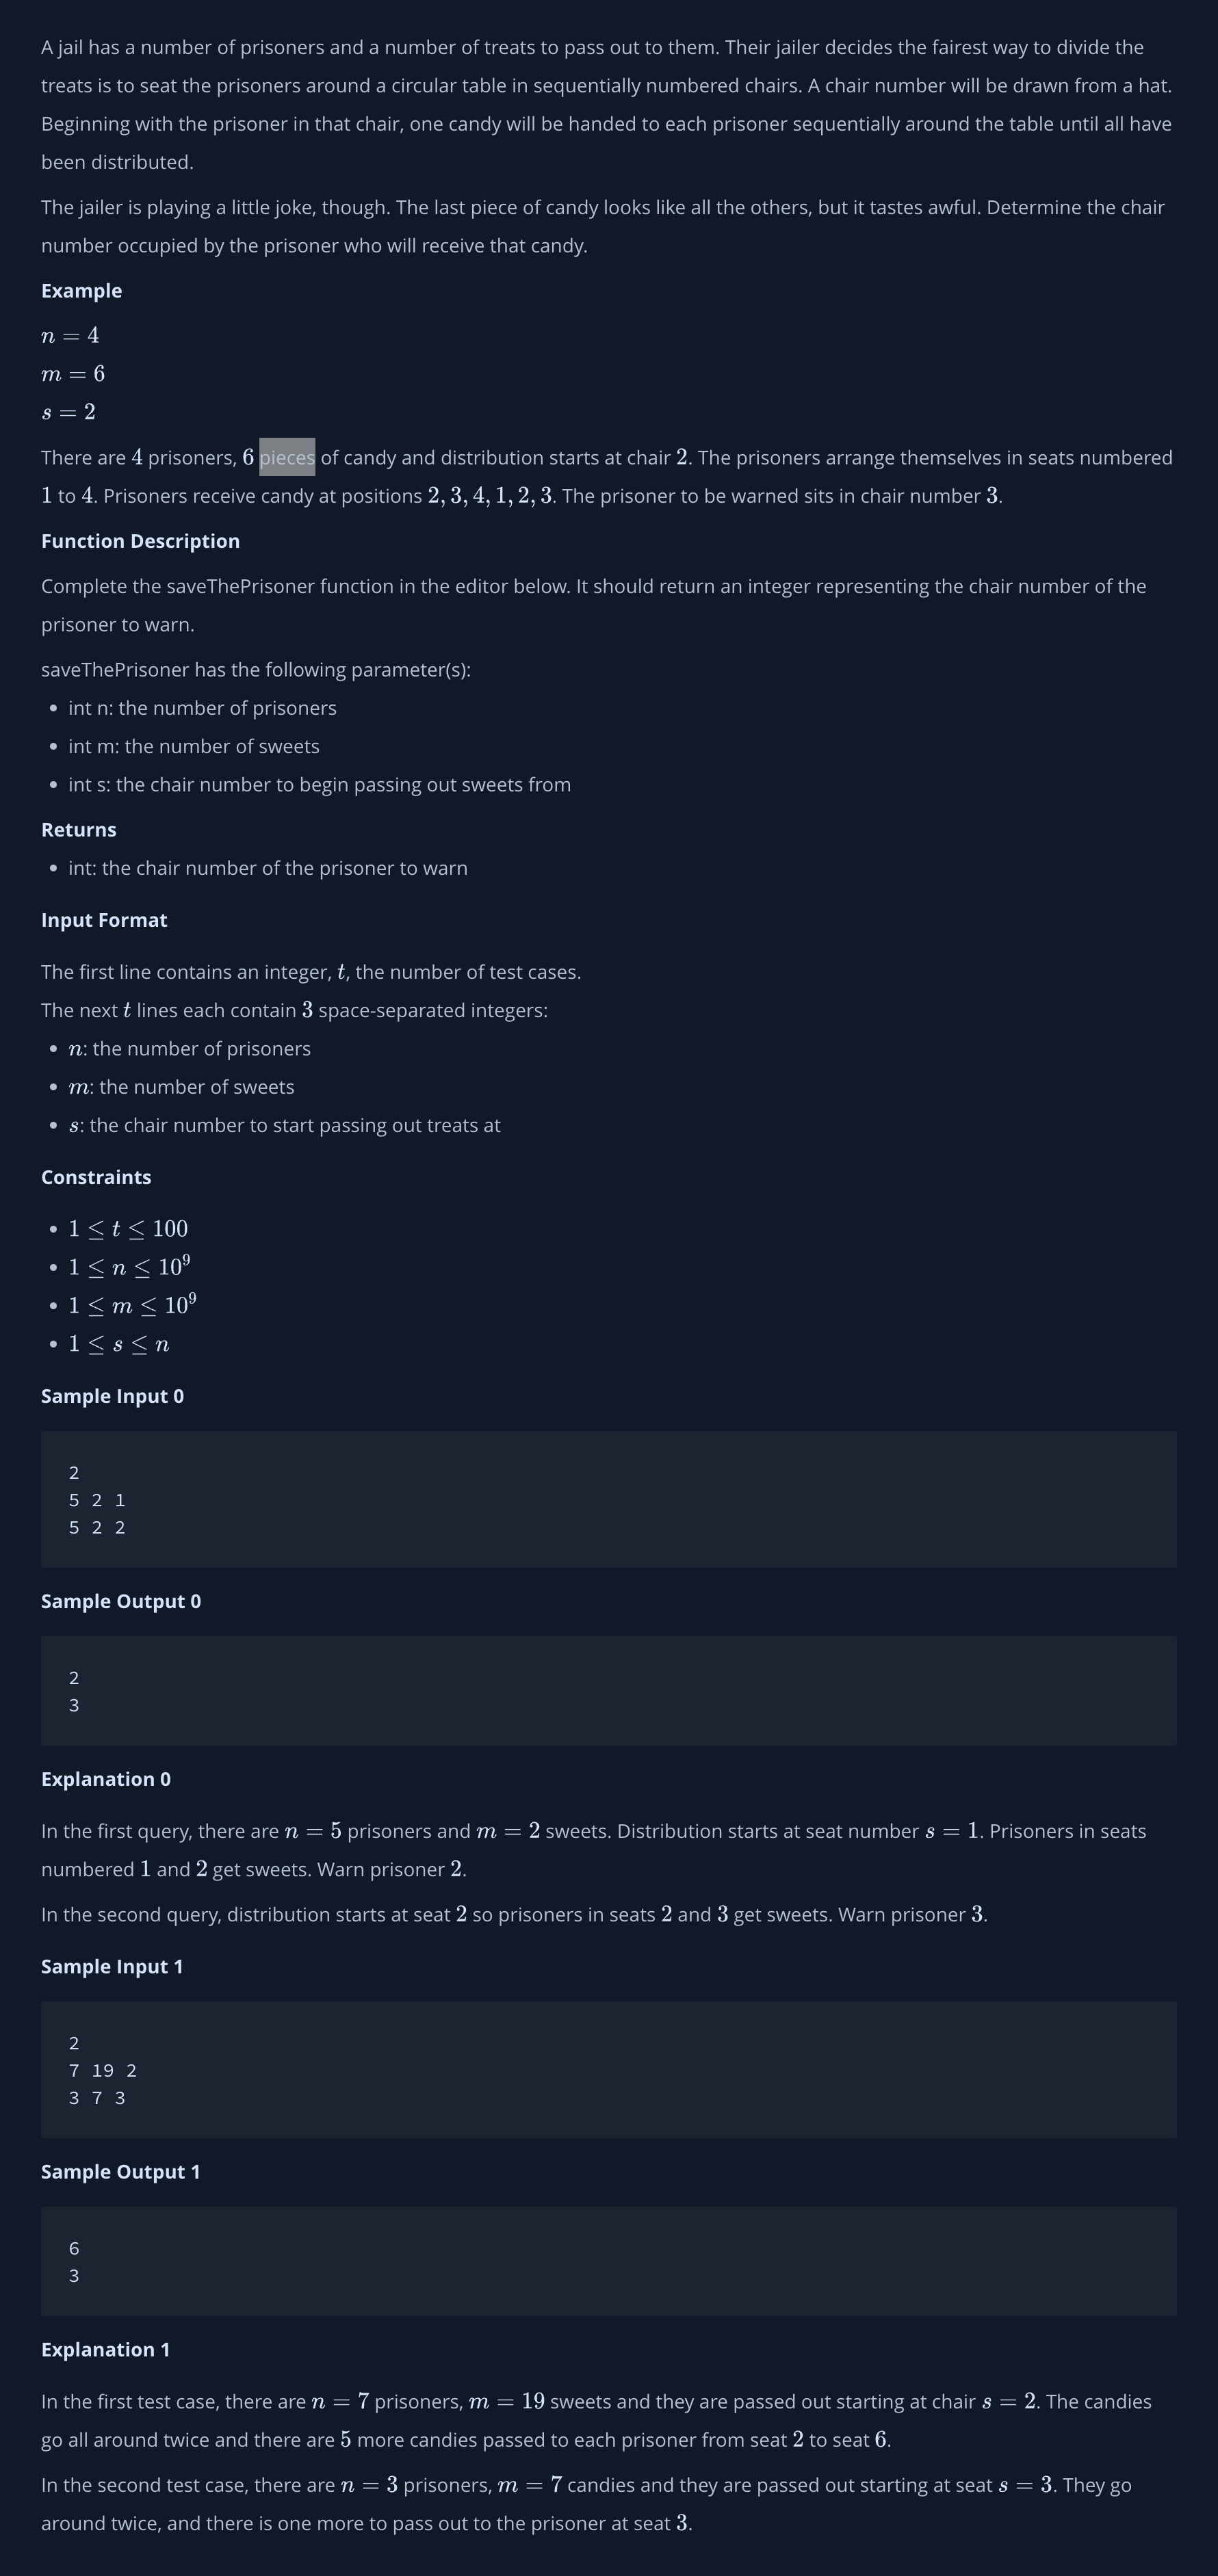 A jail has a number of prisoners and a number of treats to pass out to them. Their jailer decides the fairest way to divide the
treats is to seat the prisoners around a circular table in sequentially numbered chairs. A chair number will be drawn from a hat.
Beginning with the prisoner in that chair, one candy will be handed to each prisoner sequentially around the table until all have
been distributed.
The jailer is playing a little joke, though. The last piece of candy looks like all the others, but it tastes awful. Determine the chair
number occupied by the prisoner who will receive that candy.
Example
n = 4
m = 6
s = 2
There are 4 prisoners, 6 pieces of candy and distribution starts at chair 2. The prisoners arrange themselves in seats numbered
1 to 4. Prisoners receive candy at positions 2, 3, 4, 1, 2, 3. The prisoner to be warned sits in chair number 3.
Function Description
Complete the saveThePrisoner function in the editor below. It should return an integer representing the chair number of the
prisoner to warn.
saveThePrisoner has the following parameter(s):
• int n: the number of prisoners
• int m: the number of sweets
• int s: the chair number to begin passing out sweets from
Returns
• int: the chair number of the prisoner to warn
Input Format
The first line contains an integer, t, the number of test cases.
The next t lines each contain 3 space-separated integers:
• n: the number of prisoners
• m: the number of sweets
• s: the chair number to start passing out treats at
Constraints
• 1 ≤ t ≤ 100
• 1 ≤ n ≤ 10⁹
• 1 ≤ m ≤ 10⁹
• 1 ≤ s ≤ n
Sample Input 0
2
5 2 1
5 2 2
Sample Output 0
2
3
Explanation 0
In the first query, there are n = 5 prisoners and m = 2 sweets. Distribution starts at seat number s = 1. Prisoners in seats
numbered 1 and 2 get sweets. Warn prisoner 2.
In the second query, distribution starts at seat 2 so prisoners in seats 2 and 3 get sweets. Warn prisoner 3.
Sample Input 1
2
7 19 2
3 7 3
Sample Output 1
6
3
Explanation 1
In the first test case, there are n = 7 prisoners, m = 19 sweets and they are passed out starting at chair s = 2. The candies
go all around twice and there are 5 more candies passed to each prisoner from seat 2 to seat 6.
In the second test case, there are n = 3 prisoners, m = 7 candies and they are passed out starting at seat s = 3. They go
around twice, and there is one more to pass out to the prisoner at seat 3.